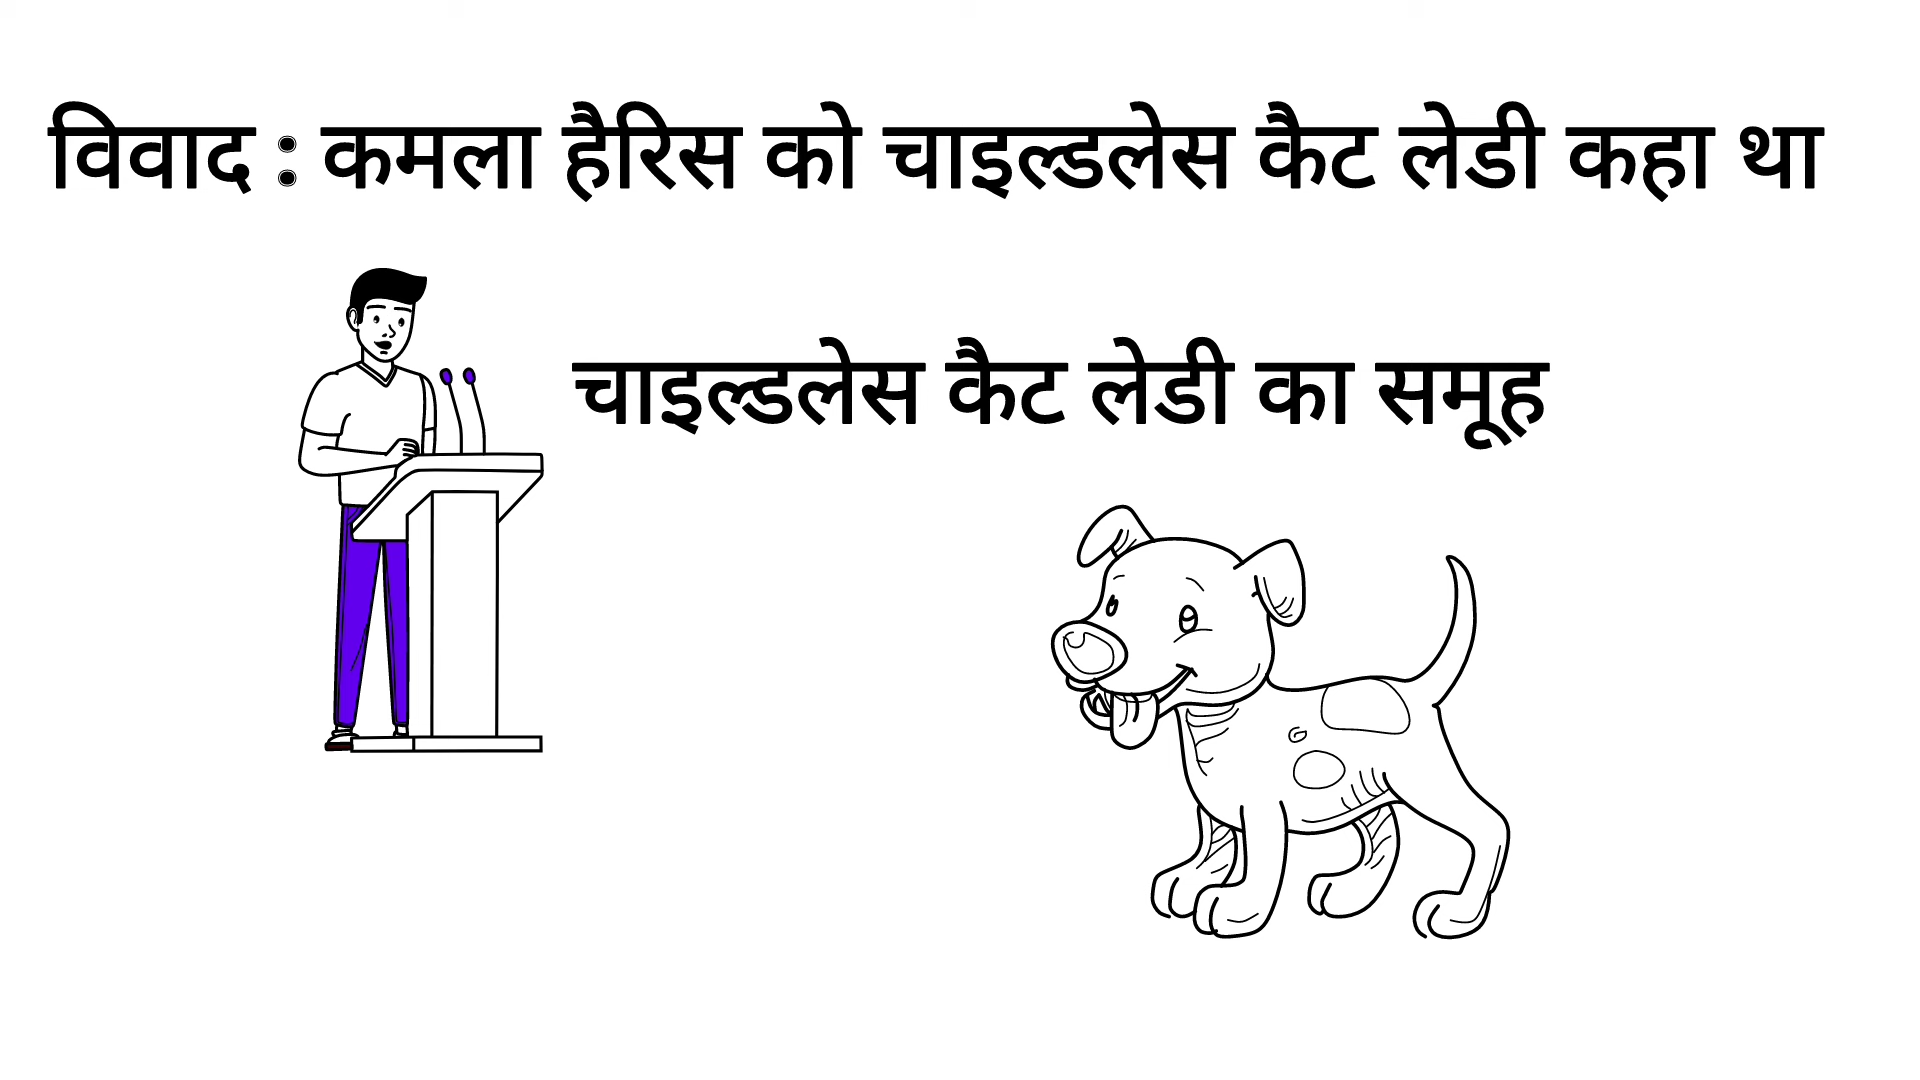 विवाद : कमला हैरिस को चाइल्डलेस कैट लेडी कहा था
चाइल्डलेस कैट लेडी का समूह